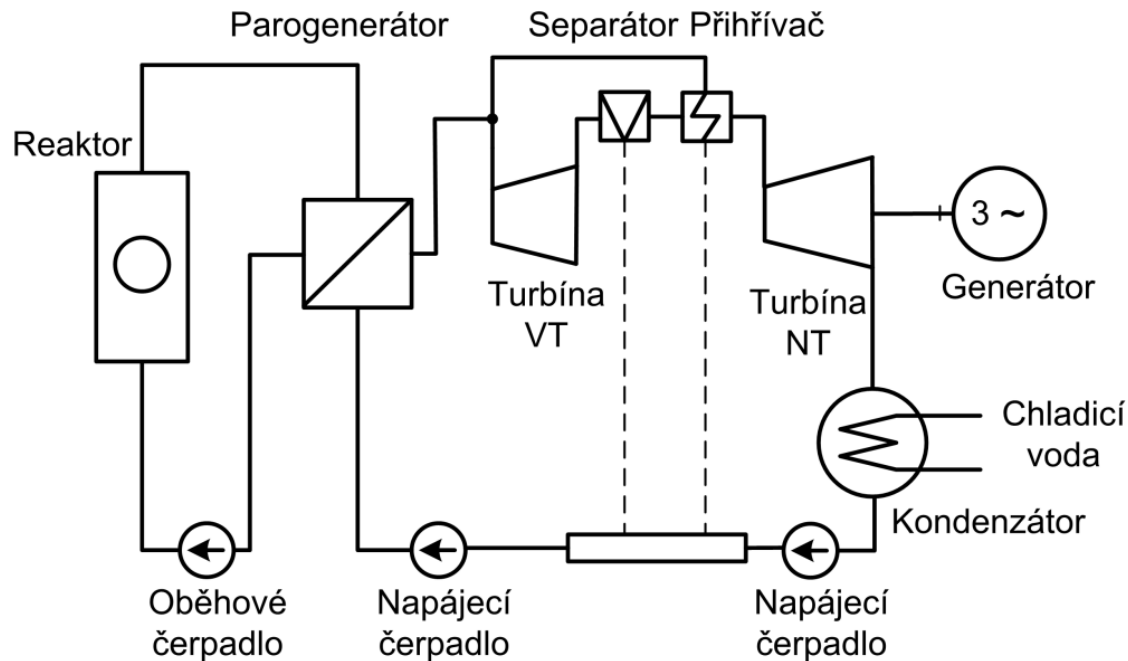 Parogenerátor
Separátor Přihřívač
Reaktor
3 ~
Generátor
Turbína
VT
Turbína
NT
Chladicí
voda
Kondenzátor
Oběhové
čerpadlo
Napájecí
čerpadlo
Napájecí
čerpadlo